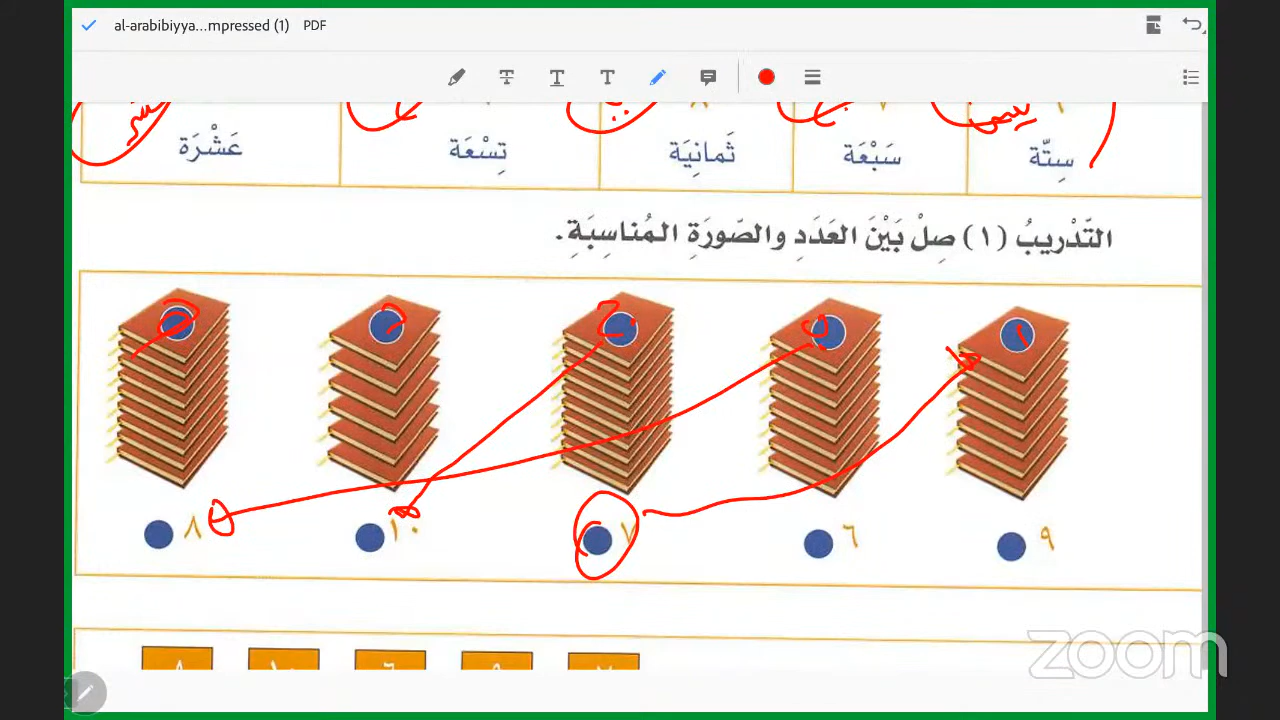 al-arabibiyya...mpressed (1) PDF
سِتّة سَبْعَة ثَمانِيَة تِسْعَة عَشْرَة
التّدْريبُ (١) صِلْ بَيْنَ العَدَدِ والصّورَةِ المُناسِبَةِ.
٩ ٦ ٧ ١٠ ٨
zoom